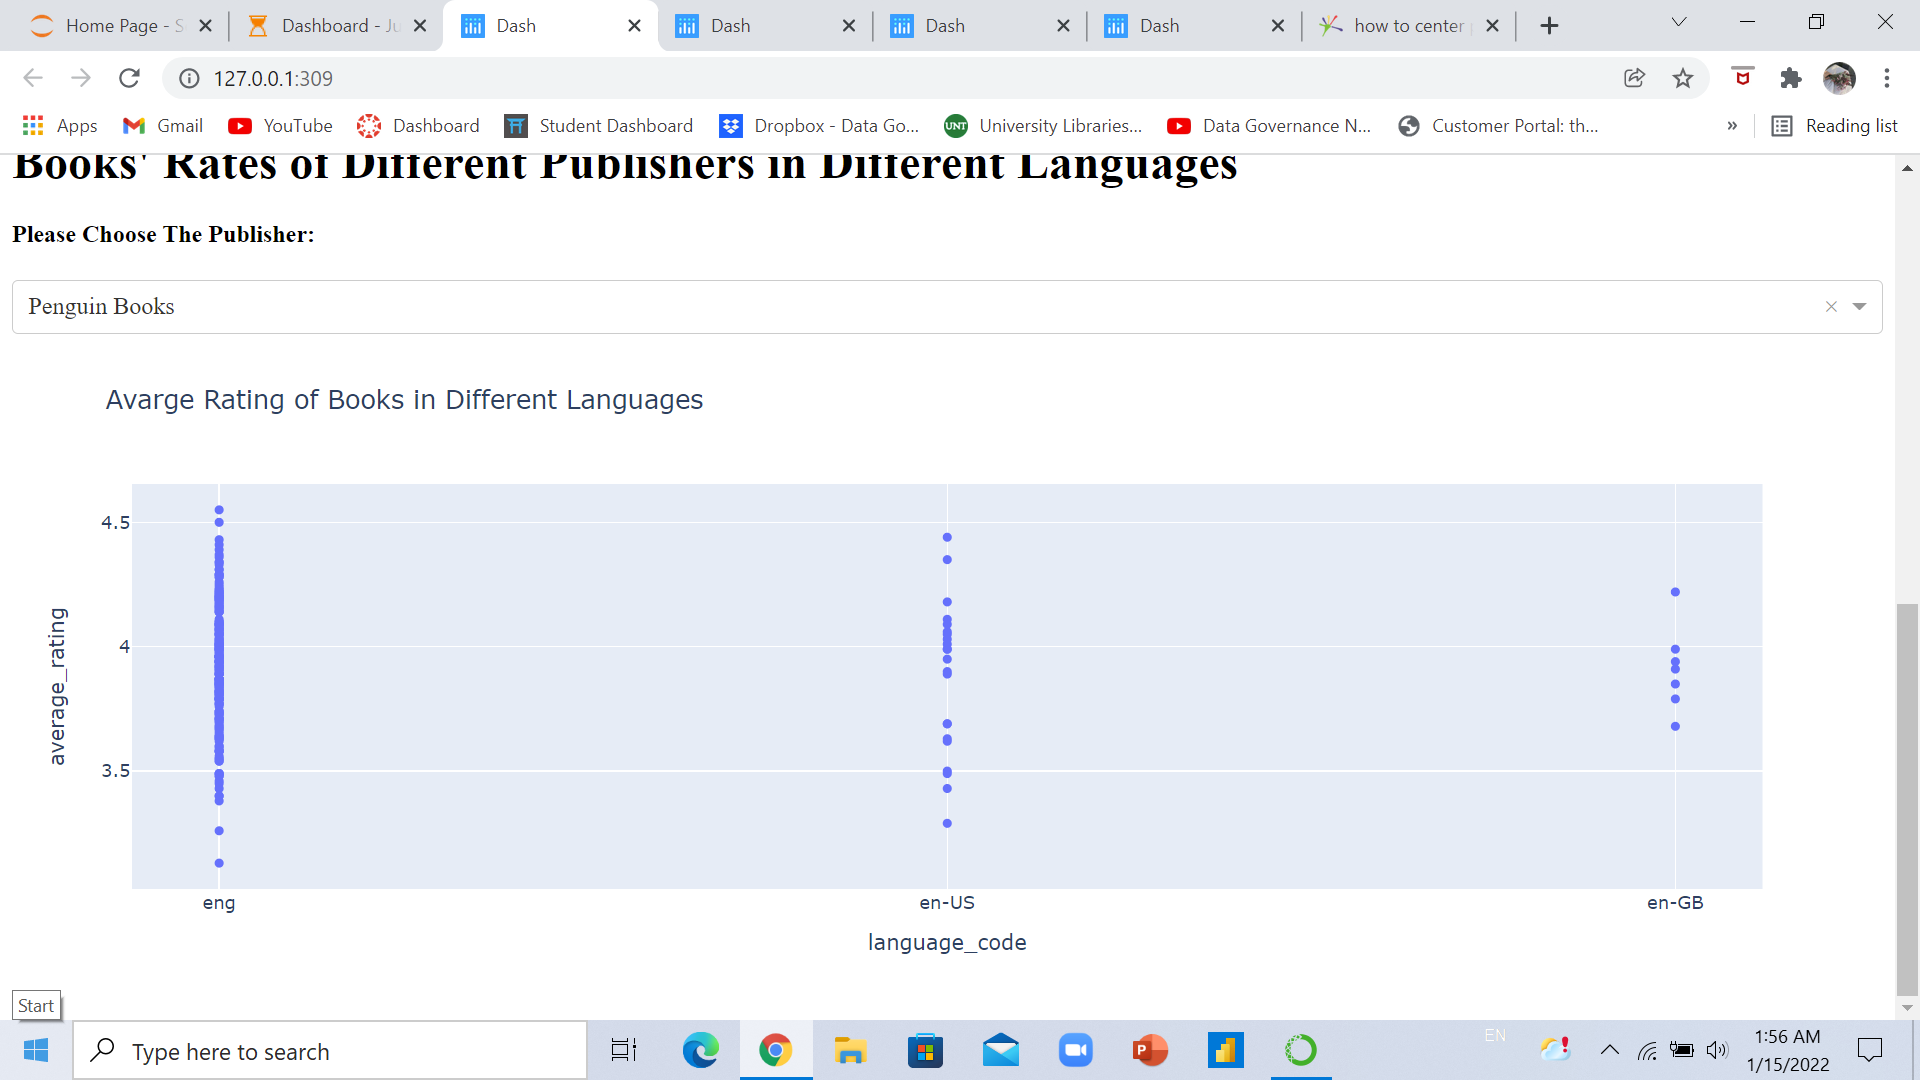 Home Page - S
Dashboard - Ju
Dash
Dash
Dash
Dash
how to center
127.0.0.1:309
Apps
Gmail
YouTube
Dashboard
Student Dashboard
Dropbox - Data Go...
UNT
University Libraries...
Data Governance N...
Customer Portal: th...
»
Reading list
Books' Rates of Different Publishers in Different Languages
Please Choose The Publisher:
Penguin Books
Avarge Rating of Books in Different Languages
4.5
4
3.5
average_rating
eng
en-US
en-GB
language_code
Start
Type here to search
P
EN
1:56 AM
1/15/2022